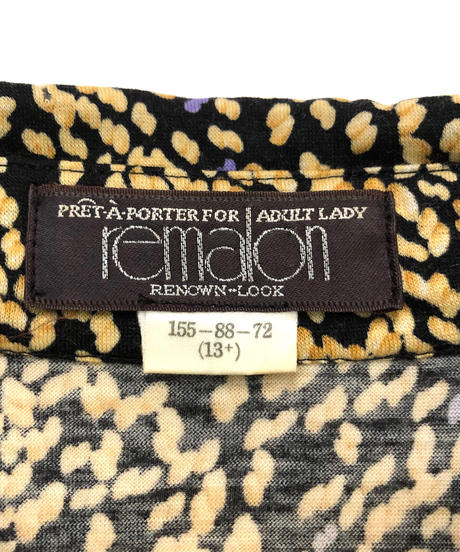 PRÊT-À-PORTER FOR ADULT LADY
remalon
RENOWN-LOOK
155-88-72
(13+)